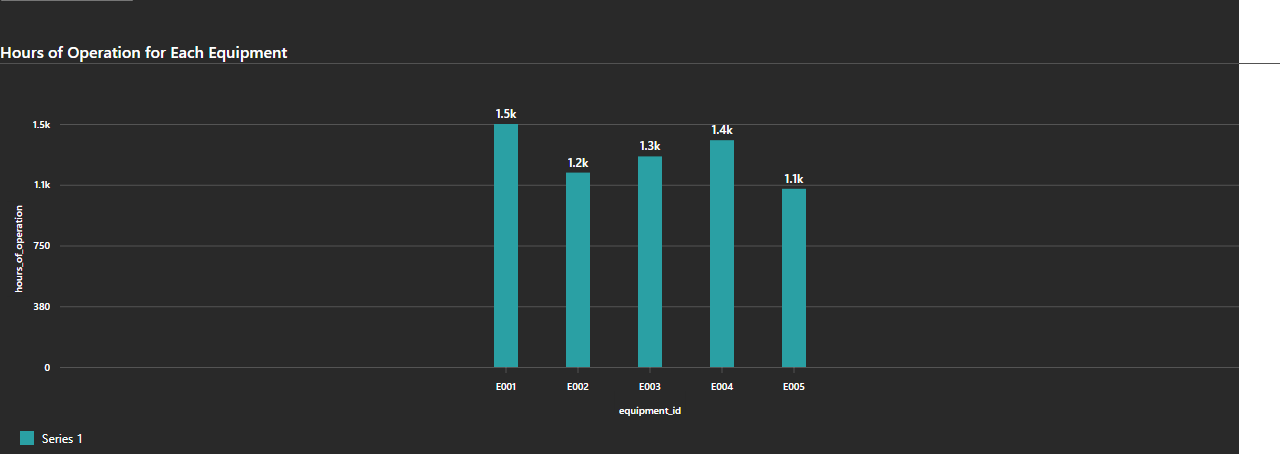 Hours of Operation for Each Equipment
1.5k
1.4k
1.3k
1.2k
1.1k
1.5k
1.1k
750
380
0
hours_of_operation
E001 E002 E003 E004 E005
equipment_id
Series 1